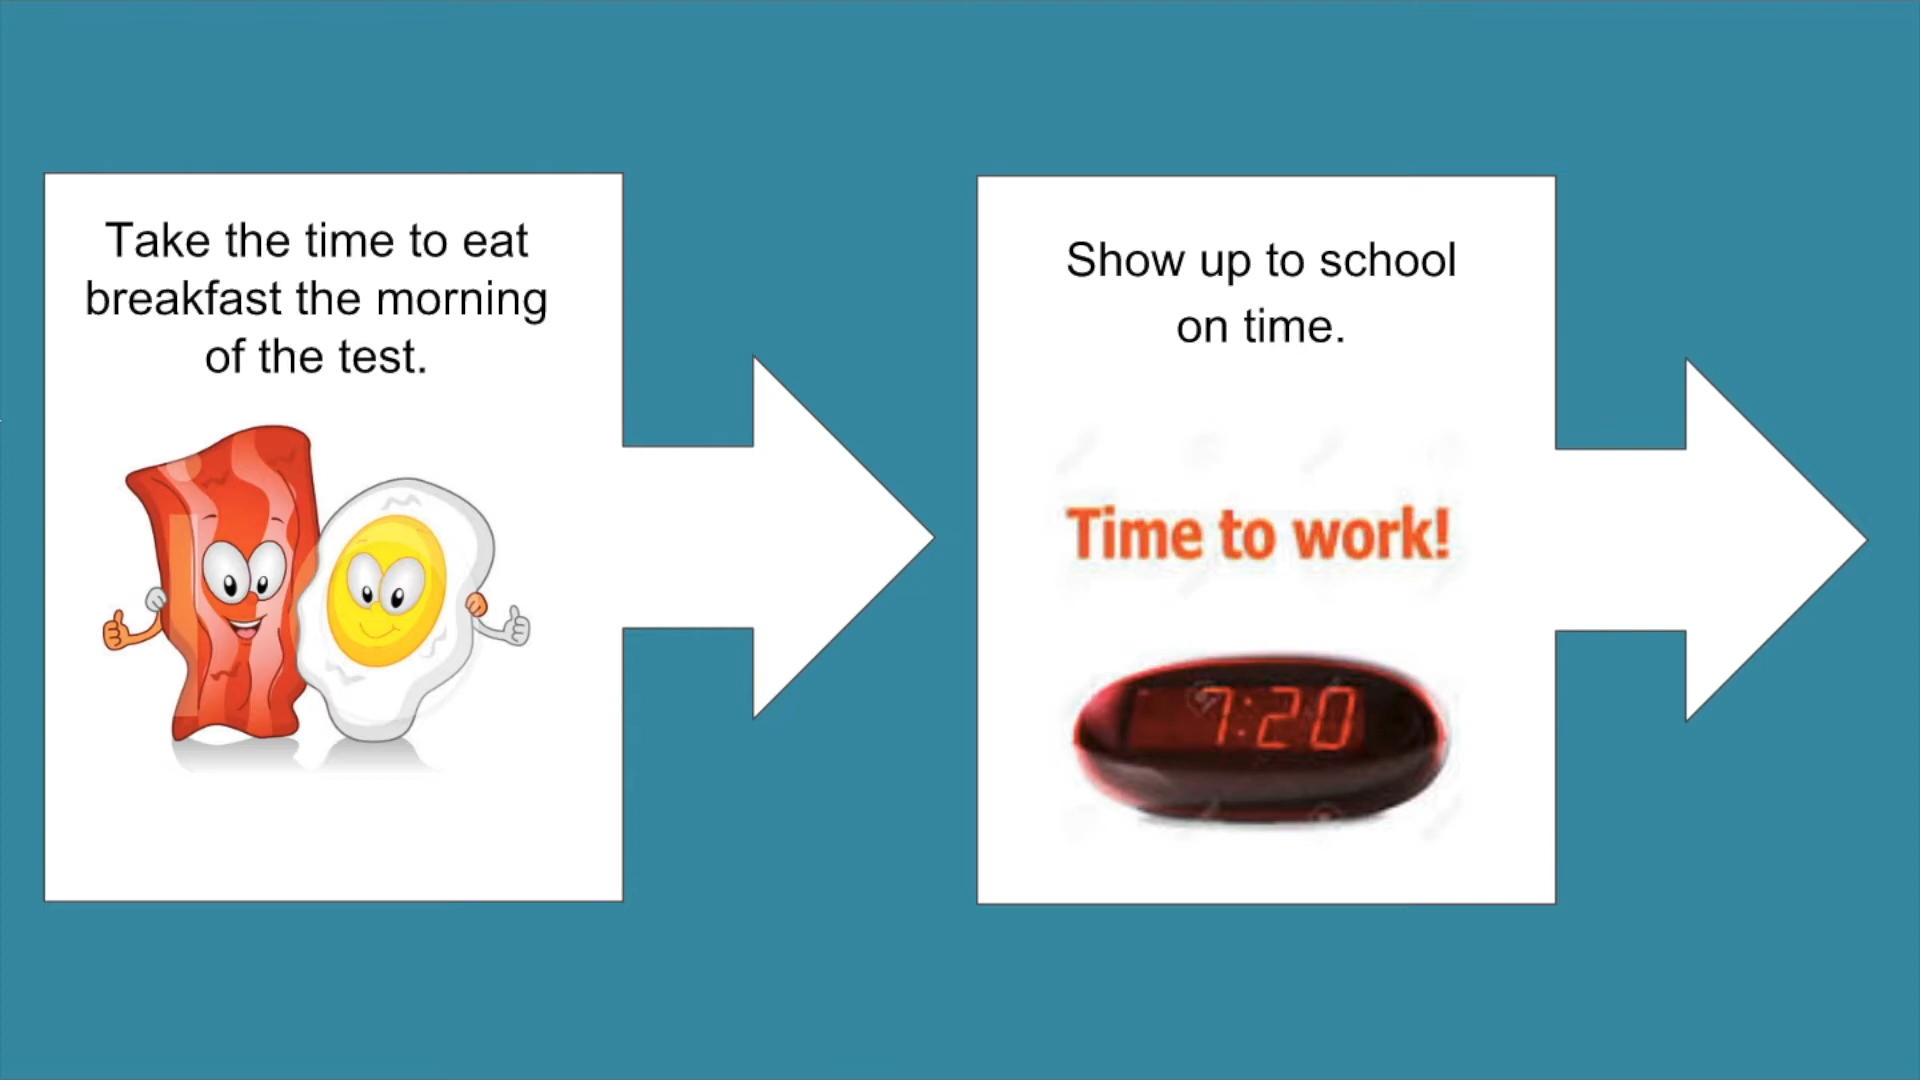 Take the time to eat
breakfast the morning
of the test.
Show up to school
on time.
Time to work!
7:20